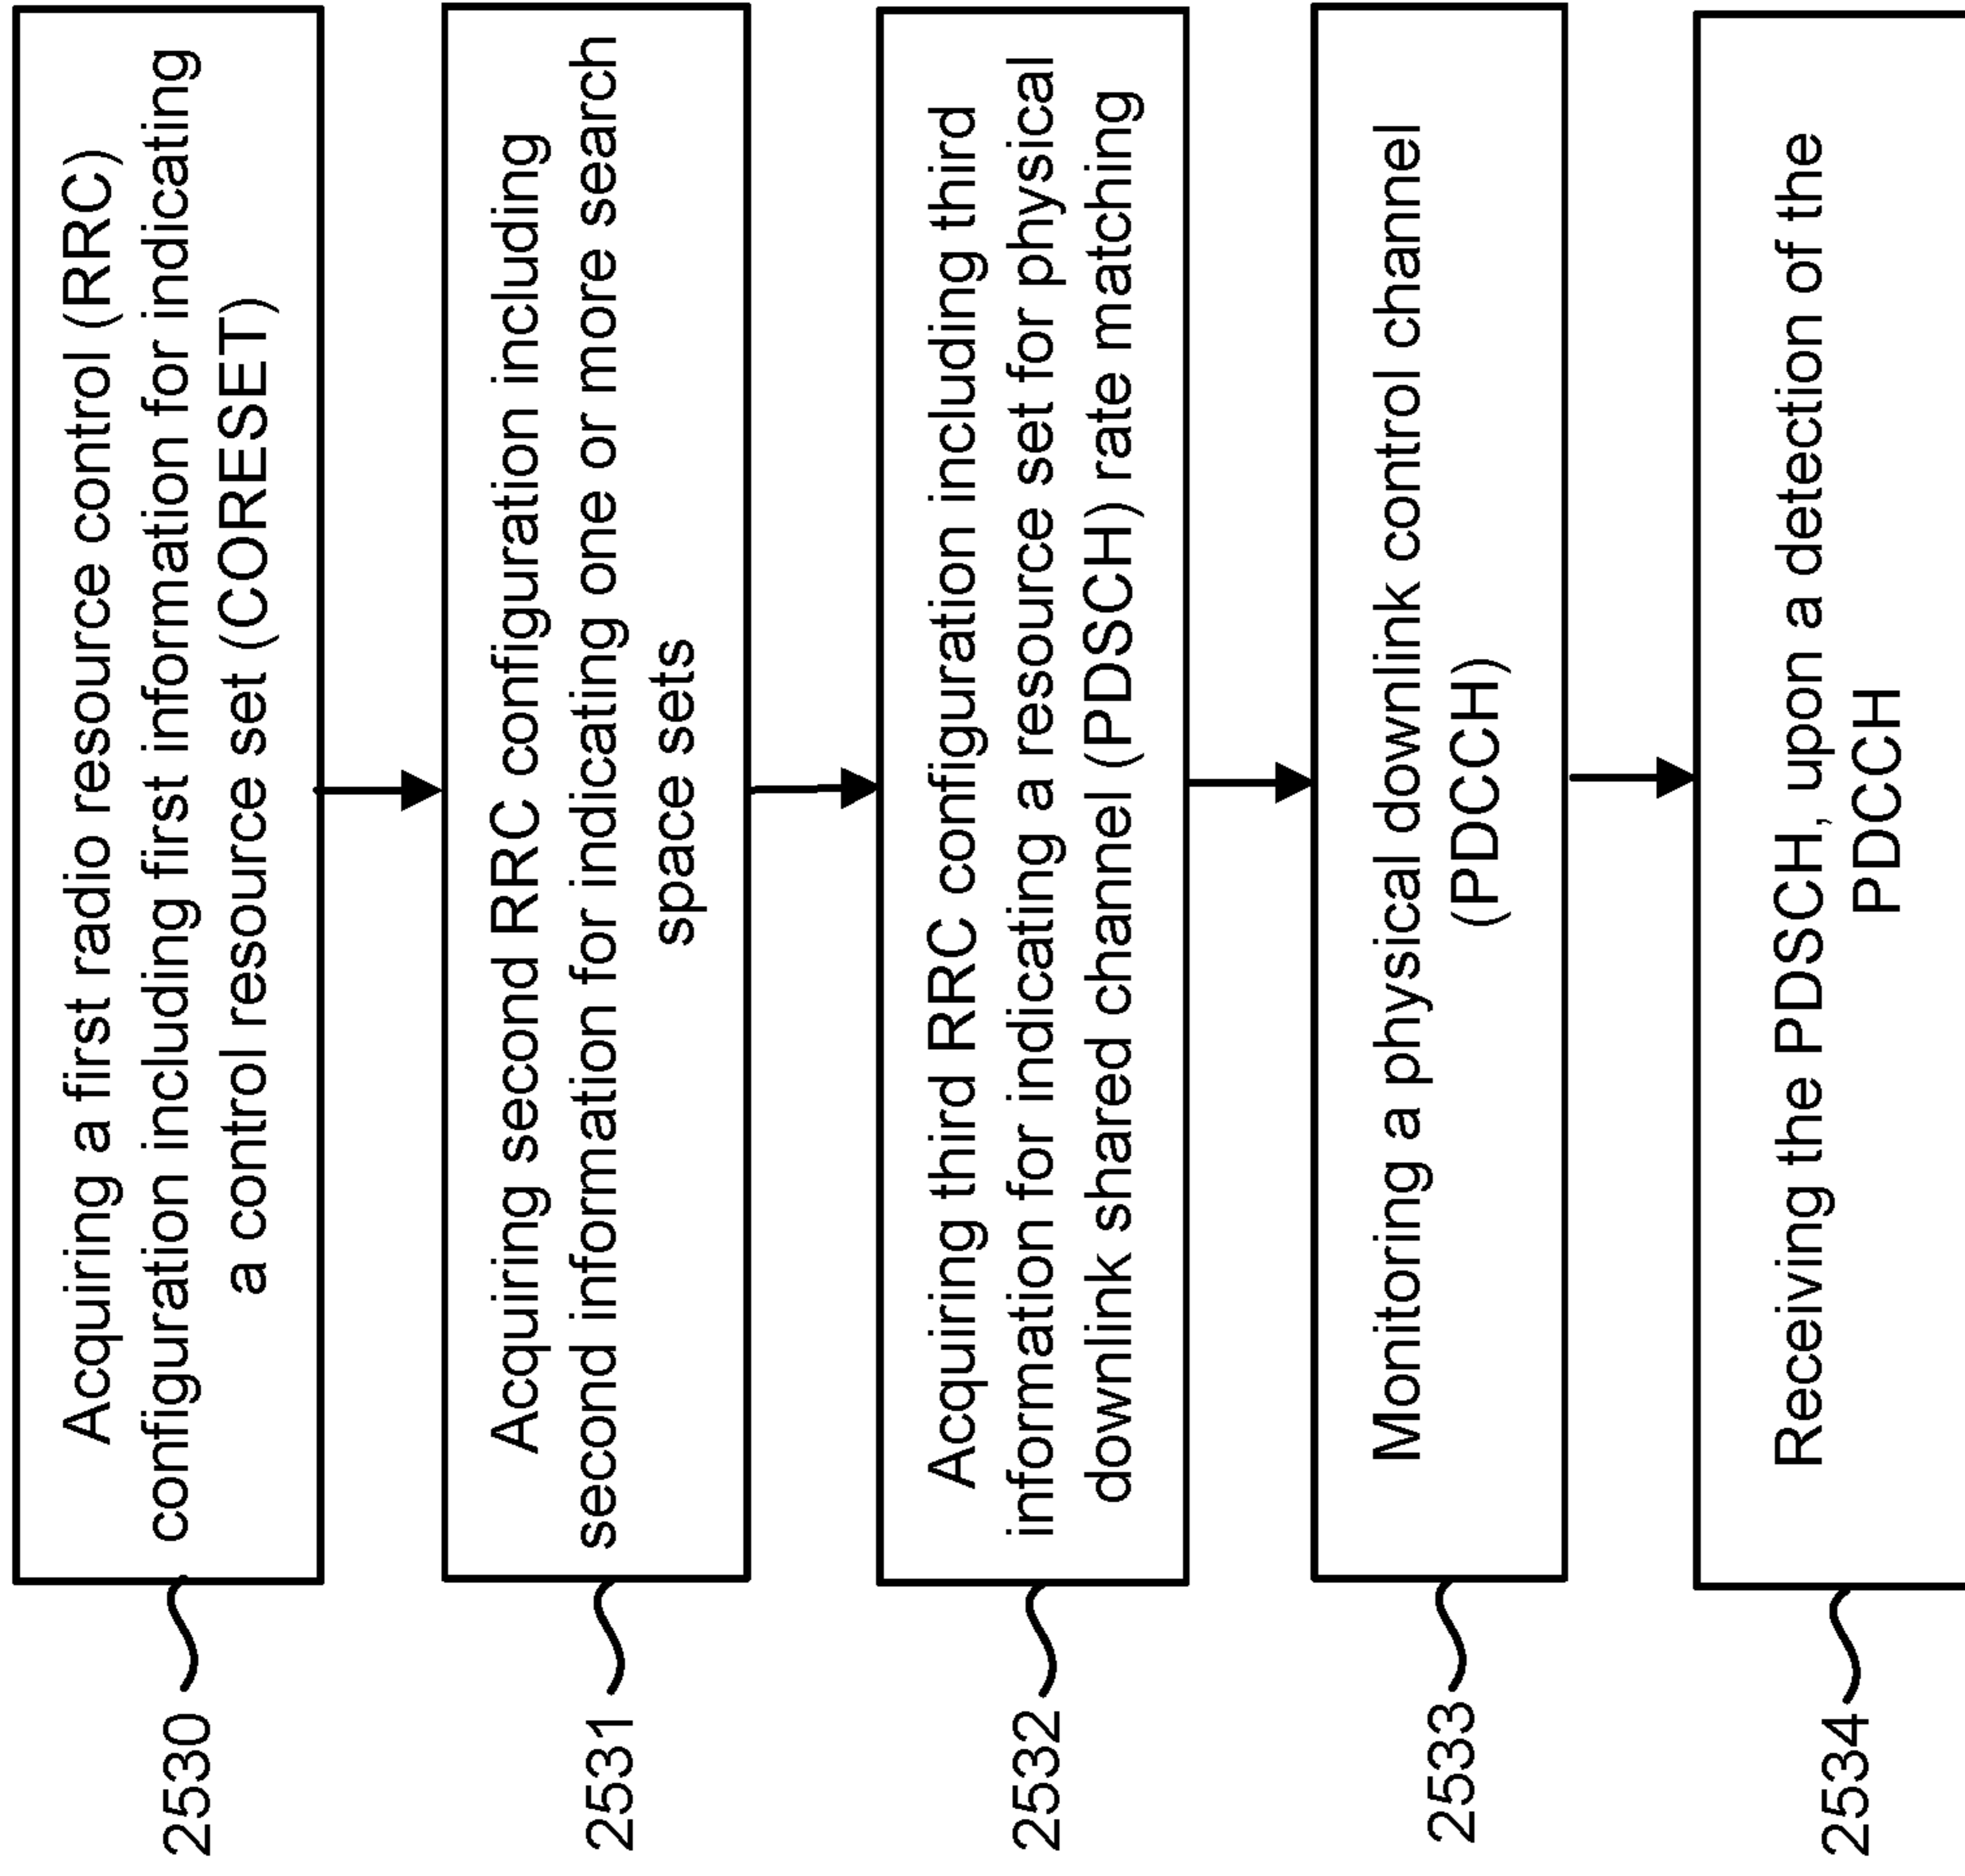 2530
Acquiring a first radio resource control (RRC)
configuration including first information for indicating
a control resource set (CORESET)
2531
Acquiring second RRC configuration including
second information for indicating one or more search
space sets
2532
Acquiring third RRC configuration including third
information for indicating a resource set for physical
downlink shared channel (PDSCH) rate matching
2533
Monitoring a physical downlink control channel
(PDCCH)
2534
Receiving the PDSCH, upon a detection of the
PDCCH